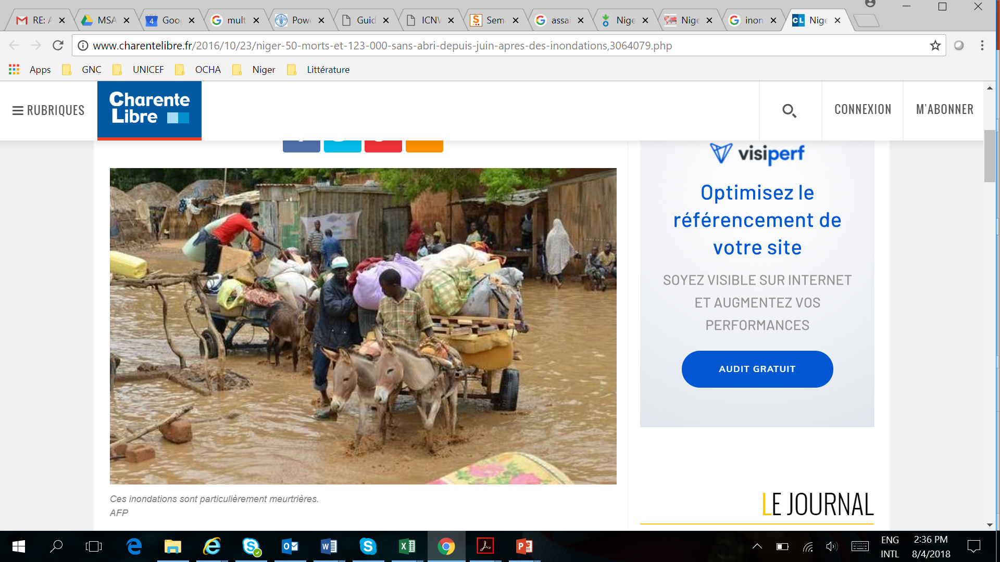 RE: A
MSA
4
Goo
mult
Pow
Guid
ICNV
S
Sem
assai
Nige
Nige
inon
CL
Nige
www.charentelibre.fr/2016/10/23/niger-50-morts-et-123-000-sans-abri-depuis-juin-apres-des-inondations,3064079.php
Apps
GNC
UNICEF
OCHA
Niger
Littérature
RUBRIQUES
Charente
Libre
CONNEXION
M'ABONNER
visiperf
Optimisez le
référencement de
votre site
SOYEZ VISIBLE SUR INTERNET
ET AUGMENTEZ VOS
PERFORMANCES
AUDIT GRATUIT
Ces inondations sont particulièrement meurtrières.
AFP
LE JOURNAL
ENG
INTL
2:36 PM
8/4/2018